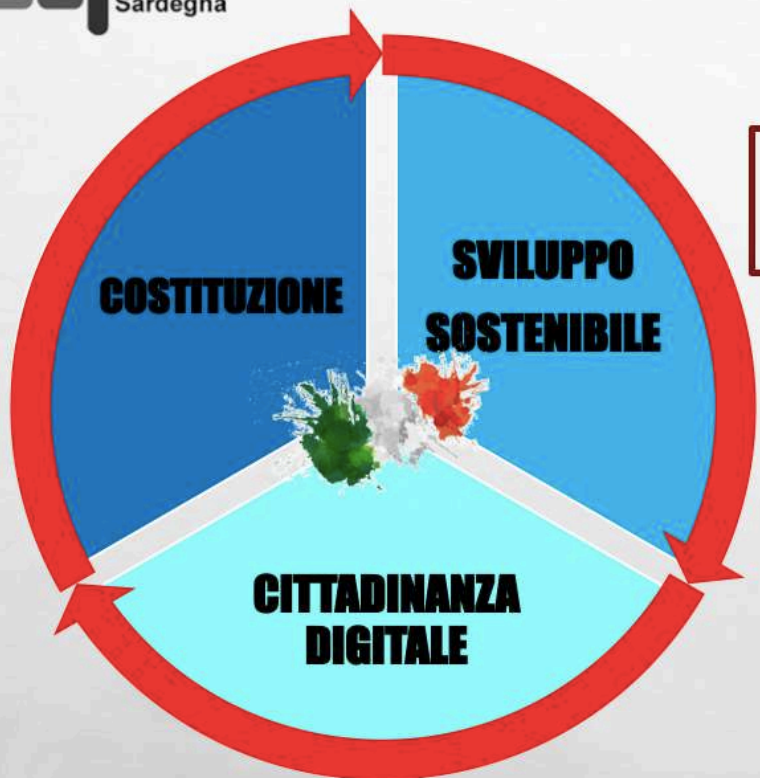 Sardegna
COSTITUZIONE
SVILUPPO
SOSTENIBILE
CITTADINANZA
DIGITALE